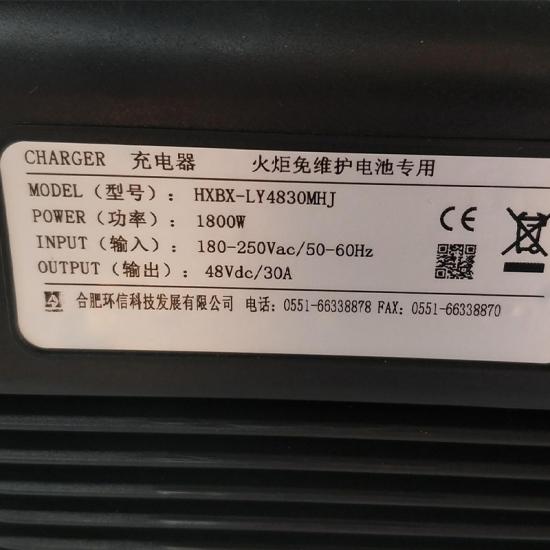 CHARGER 充电器 火炬免维护电池专用
MODEL（型号）： HXBX-LY4830MHJ
POWER（功率）： 1800W
INPUT（输入）： 180-250Vac/50-60Hz
OUTPUT（输出）： 48Vdc/30A
CE
合肥环信科技发展有限公司 电话：0551-66338878 FAX：0551-66338870